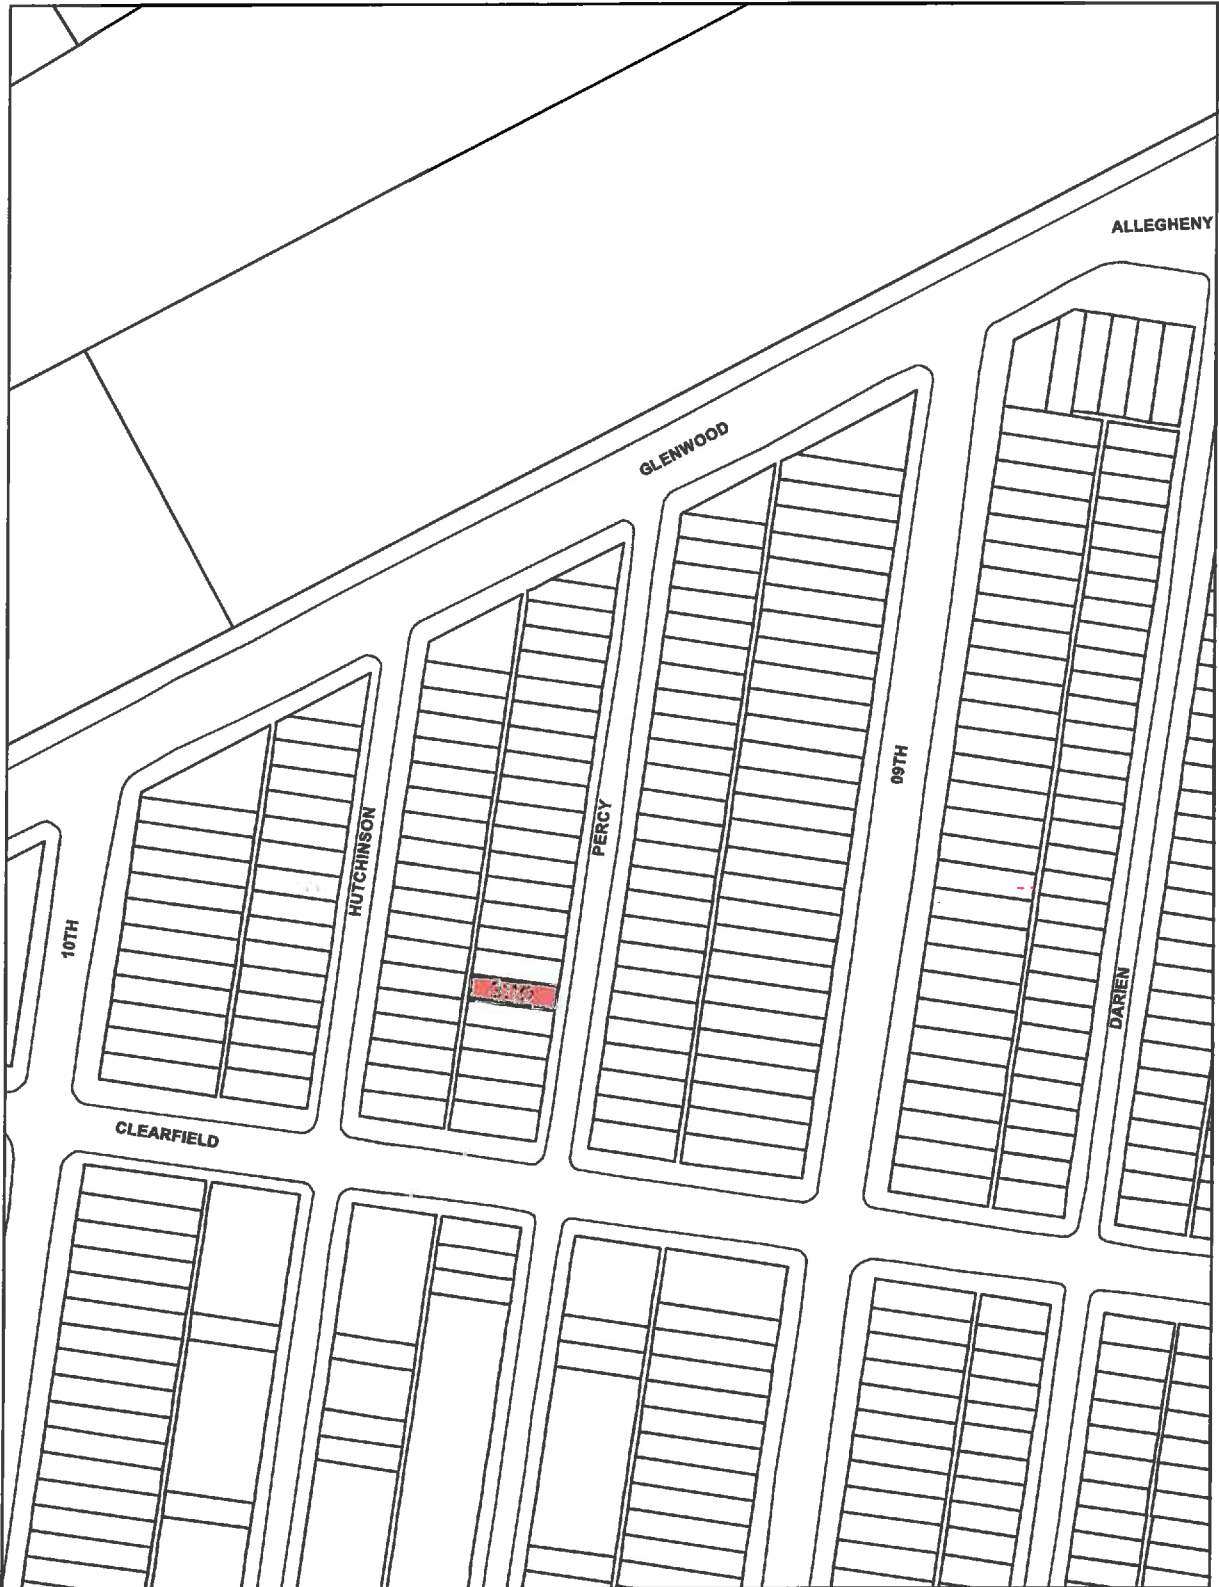 ALLEGHENY
GLENWOOD
09TH
PERCY
HUTCHINSON
10TH
DARIEN
CLEARFIELD